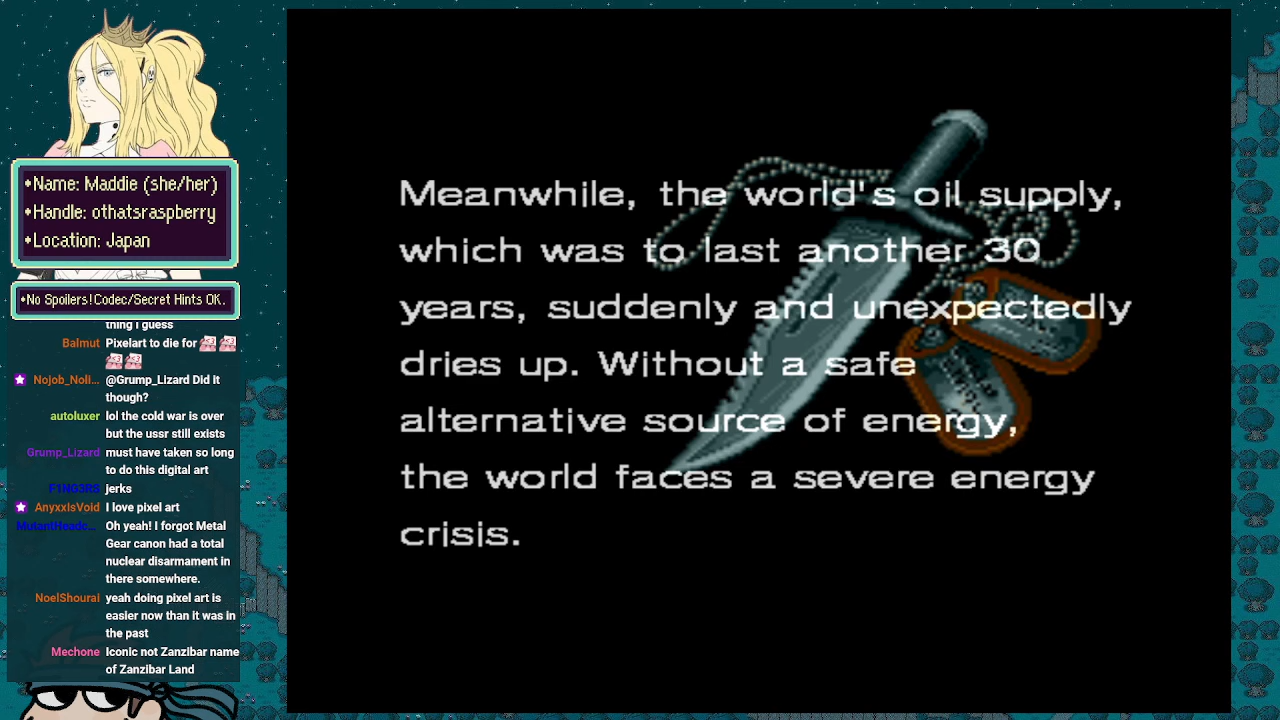 *Name: Maddie (she/her)
*Handle: othatsraspberry
*Location: Japan
*No Spoilers!Codec/Secret Hints OK.
thing I guess
Balmut Pixelart to die for
Nojob_Noli... @Grump_Lizard Did It
though?
autoluxer lol the cold war is over
but the ussr still exists
Grump_Lizard must have taken so long
to do this digital art
F1NG3RS jerks
AnyxxIsVoid I love pixel art
MutantHeadc... Oh yeah! I forgot Metal
Gear canon had a total
nuclear disarmament in
there somewhere.
NoelShoural yeah doing pixel art is
easier now than it was in
the past
Mechone Iconic not Zanzibar name
of Zanzibar Land
Meanwhile, the world's oil supply,
which was to last another 30
years, suddenly and unexpectedly
dries up. Without a safe
alternative source of energy,
the world faces a severe energy
crisis.